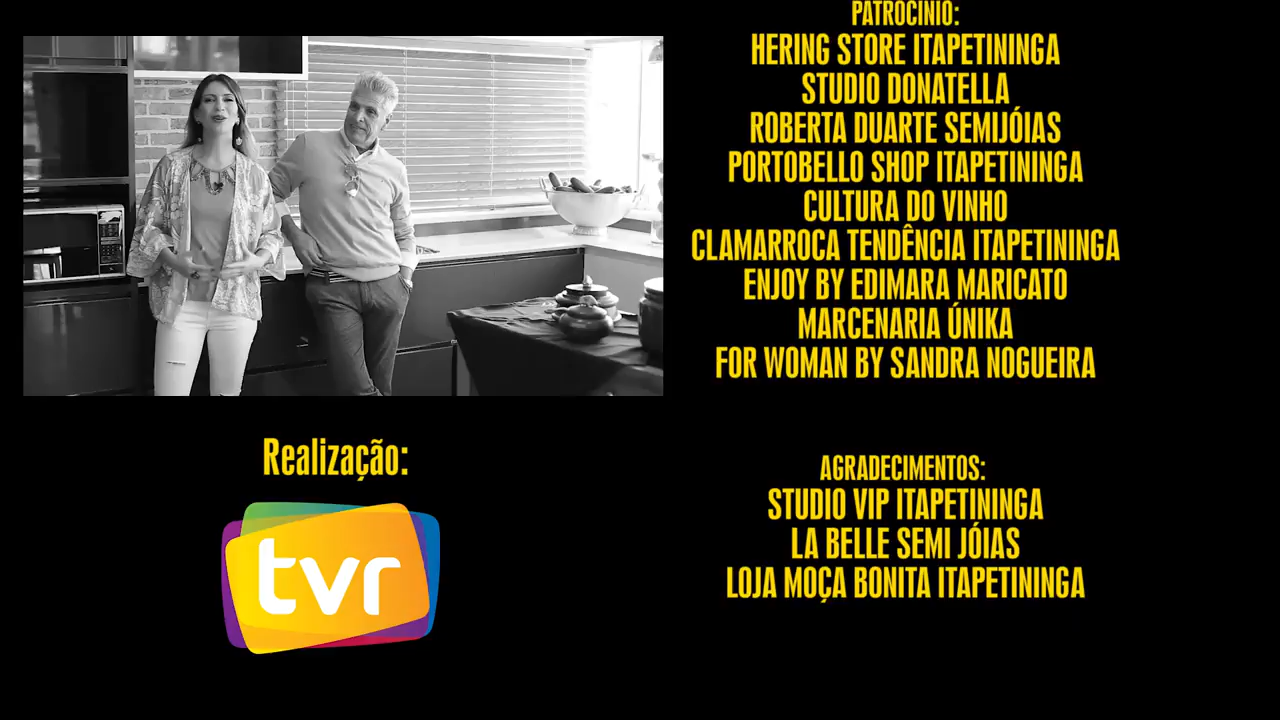 PATROCÍNIO:
HERING STORE ITAPETININGA
STUDIO DONATELLA
ROBERTA DUARTE SEMIJÓIAS
PORTOBELLO SHOP ITAPETININGA
CULTURA DO VINHO
CLAMARROCA TENDÊNCIA ITAPETININGA
ENJOY BY EDIMARA MARICATO
MARCENARIA ÚNIKA
FOR WOMAN BY SANDRA NOGUEIRA
Realização:
tvr
AGRADECIMENTOS:
STUDIO VIP ITAPETININGA
LA BELLE SEMI JÓIAS
LOJA MOÇA BONITA ITAPETININGA